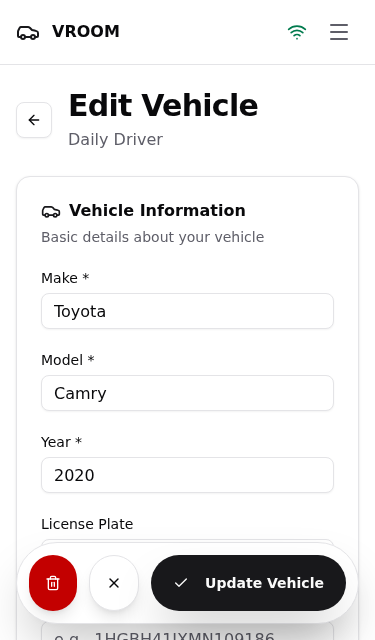 VROOM
Edit Vehicle
Daily Driver
Vehicle Information
Basic details about your vehicle
Make *
Toyota
Model *
Camry
Year *
2020
License Plate
Update Vehicle
e.g., 1HGBH41JXMN109186